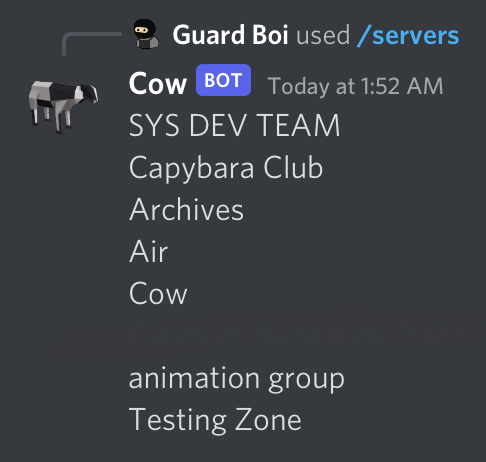 Guard Boi used /servers
Cow BOT Today at 1:52 AM
SYS DEV TEAM
Capybara Club
Archives
Air
Cow
animation group
Testing Zone